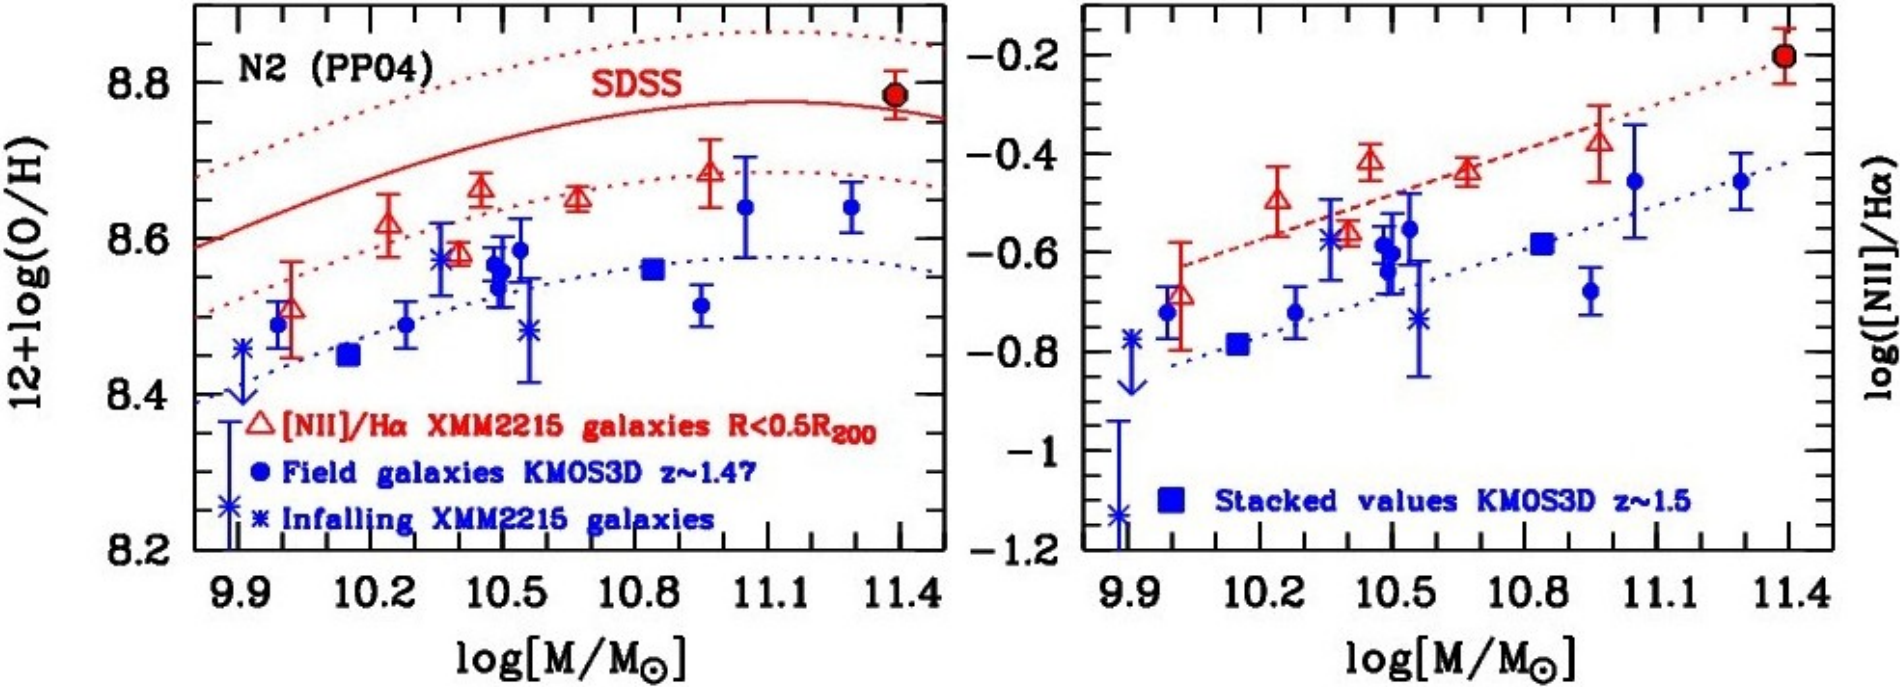 N2 (PP04)
SDSS
8.8
8.6
8.4
8.2
12+log(O/H)
[NII]/Hα XMM2215 galaxies R<0.5R₂₀₀
Field galaxies KMOS3D z~1.47
Infalling XMM2215 galaxies
9.9 10.2 10.5 10.8 11.1 11.4
log[M/M⊙]
-0.2
-0.4
-0.6
-0.8
-1
-1.2
Stacked values KMOS3D z~1.5
9.9 10.2 10.5 10.8 11.1 11.4
log[M/M⊙]
log([NII]/Hα)